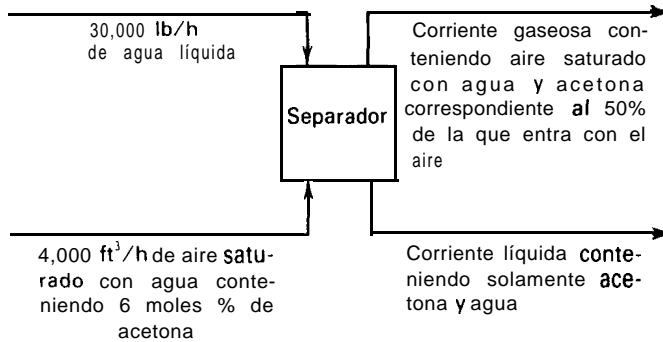 30,000 lb/h
de agua líquida
Separador
Corriente gaseosa con-
teniendo aire saturado
con agua y acetona
correspondiente al 50%
de la que entra con el
aire
4,000 ft³/h de aire satu-
rado con agua conte-
niendo 6 moles % de
acetona
Corriente líquida conte-
niendo solamente ace-
tona y agua